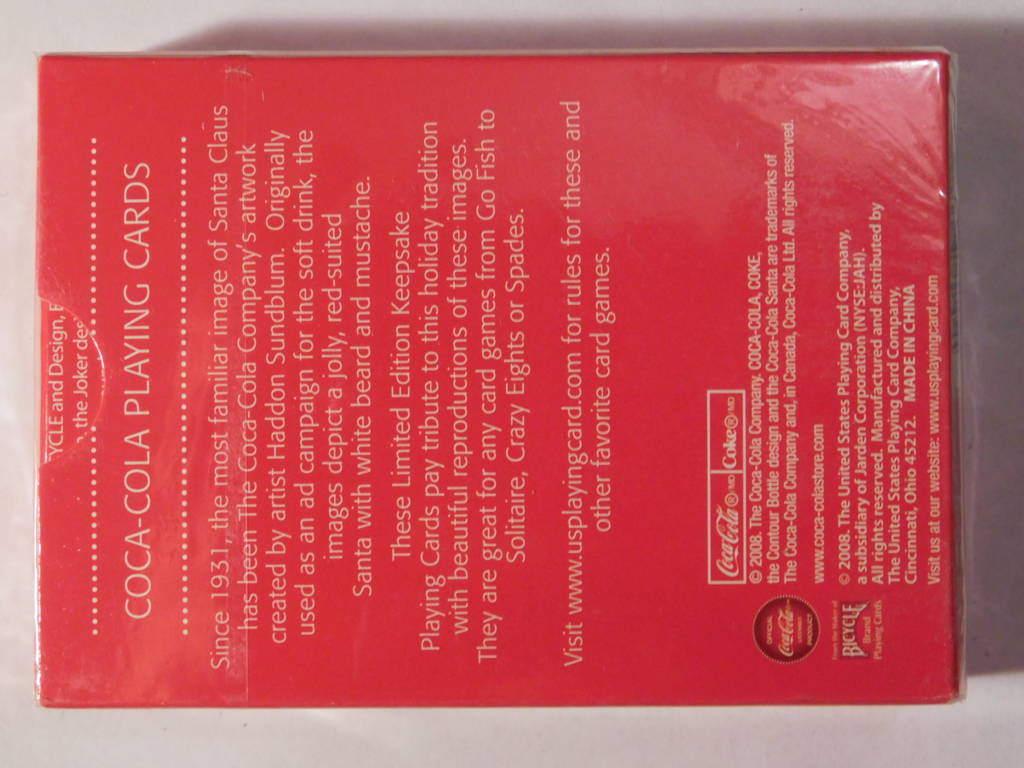 YCLE and Design,
the Joker des
COCA-COLA PLAYING CARDS
Since 1931, the most familiar image of Santa Claus
has been The Coca-Cola Company's artwork
created by artist Haddon Sundblum. Originally
used as an ad campaign for the soft drink, the
images depict a jolly, red-suited
Santa with white beard and mustache.
These Limited Edition Keepsake
Playing Cards pay tribute to this holiday tradition
with beautiful reproductions of these images.
They are great for any card games from Go Fish to
Solitaire, Crazy Eights or Spades.
Visit www.usplayingcard.com for rules for these and
other favorite card games.
Coca-Cola®/MD Coke®/MD
© 2008. The Coca-Cola Company. COCA-COLA, COKE,
the Contour Bottle design and the Coca-Cola Santa are trademarks of
The Coca-Cola Company and, in Canada, Coca-Cola Ltd. All rights reserved.
www.coca-colastore.com
OFFICIAL
Coca-Cola
LICENSED
PRODUCT
From the Maker of
BICYCLE
Brand
Playing Cards
© 2008. The United States Playing Card Company,
a subsidiary of Jarden Corporation (NYSE:JAH).
All rights reserved. Manufactured and distributed by
The United States Playing Card Company,
Cincinnati, Ohio 45212. MADE IN CHINA
Visit us at our website: www.usplayingcard.com